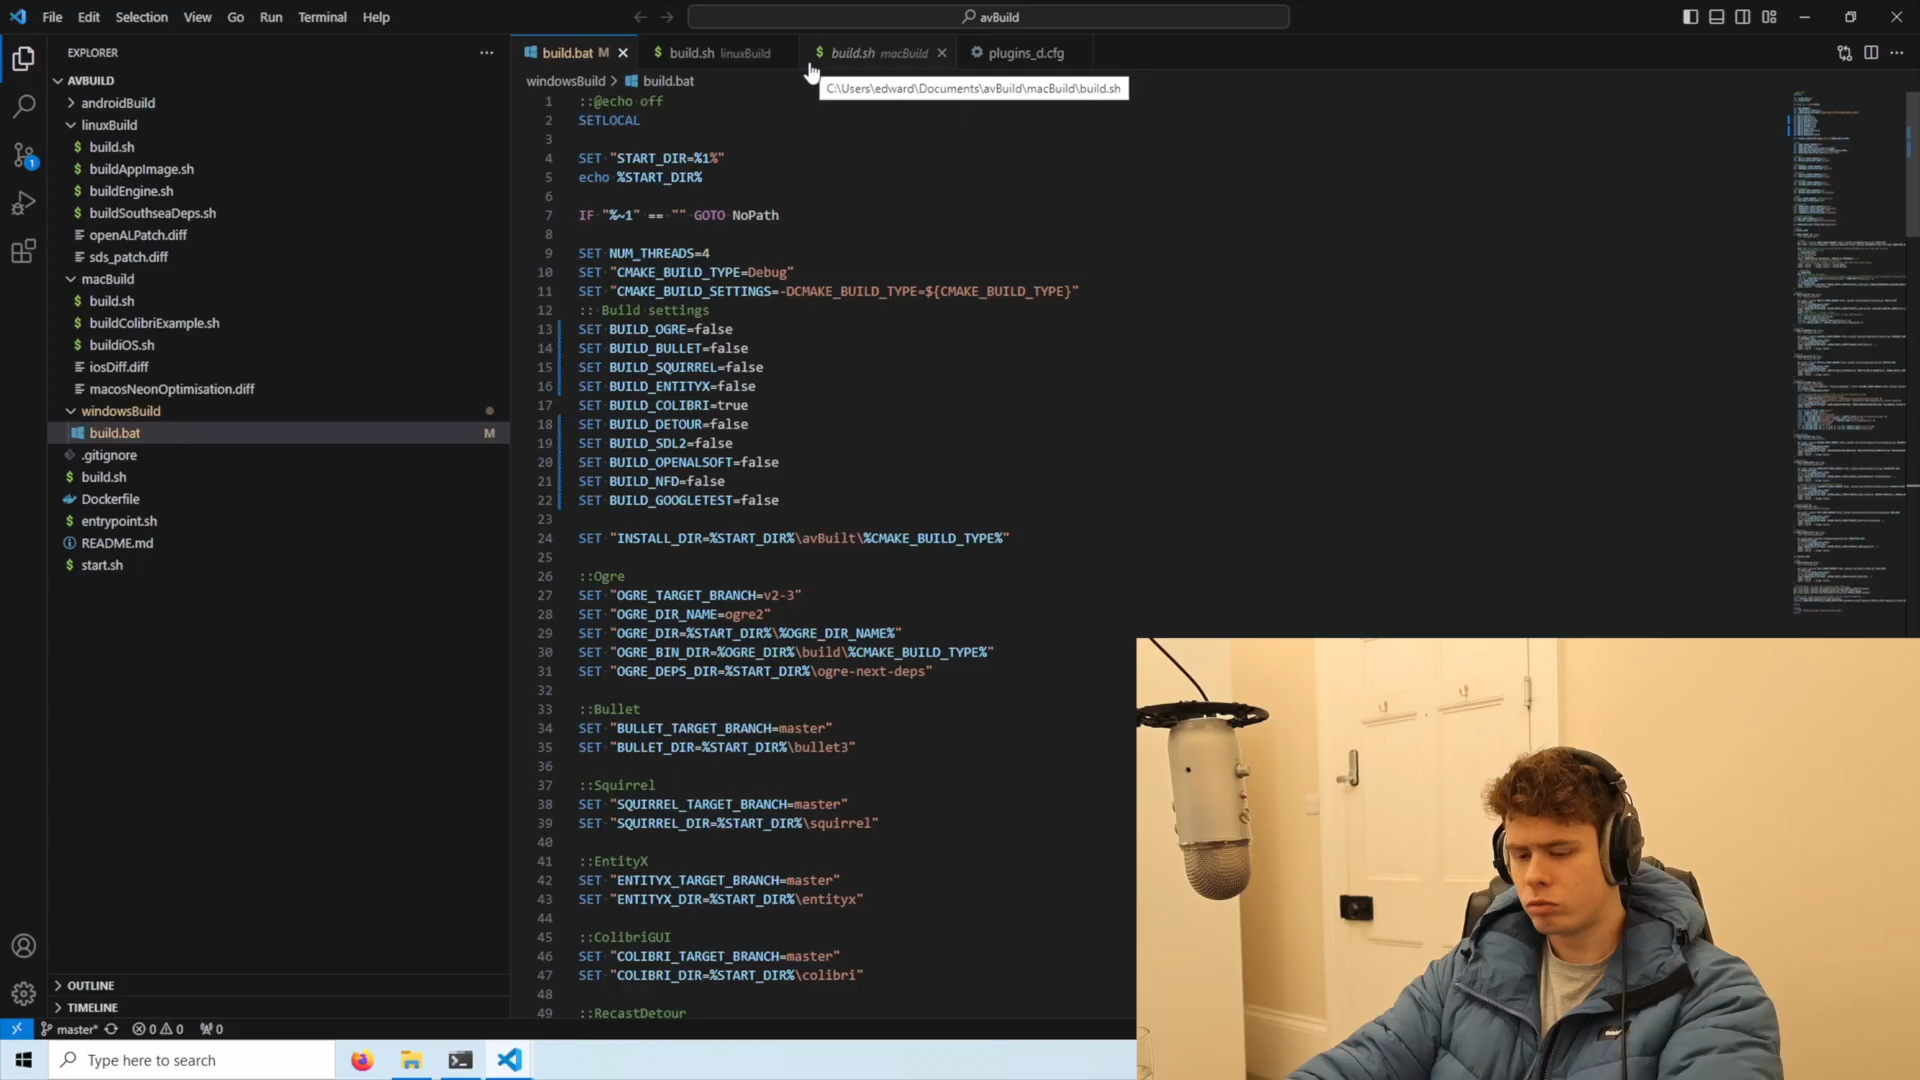 File Edit Selection View Go Run Terminal Help
avBuild
EXPLORER
AVBUILD
androidBuild
linuxBuild
$ build.sh
$ buildAppImage.sh
$ buildEngine.sh
$ buildSouthseaDeps.sh
openALPatch.diff
sds_patch.diff
macBuild
$ build.sh
$ buildColibriExample.sh
$ buildiOS.sh
iosDiff.diff
macosNeonOptimisation.diff
windowsBuild
build.bat M
.gitignore
$ build.sh
Dockerfile
$ entrypoint.sh
README.md
$ start.sh
OUTLINE
TIMELINE
1
build.bat M
$ build.sh linuxBuild
$ build.sh macBuild
plugins_d.cfg
windowsBuild > build.bat
C:\Users\edward\Documents\avBuild\macBuild\build.sh
1 ::@echo off
2 SETLOCAL
3
4 SET "START_DIR=%1%"
5 echo %START_DIR%
6
7 IF "%~1" == "" GOTO NoPath
8
9 SET NUM_THREADS=4
10 SET "CMAKE_BUILD_TYPE=Debug"
11 SET "CMAKE_BUILD_SETTINGS=-DCMAKE_BUILD_TYPE=${CMAKE_BUILD_TYPE}"
12 :: Build settings
13 SET BUILD_OGRE=false
14 SET BUILD_BULLET=false
15 SET BUILD_SQUIRREL=false
16 SET BUILD_ENTITYX=false
17 SET BUILD_COLIBRI=true
18 SET BUILD_DETOUR=false
19 SET BUILD_SDL2=false
20 SET BUILD_OPENALSOFT=false
21 SET BUILD_NFD=false
22 SET BUILD_GOOGLETEST=false
23
24 SET "INSTALL_DIR=%START_DIR%\avBuilt\%CMAKE_BUILD_TYPE%"
25
26 ::Ogre
27 SET "OGRE_TARGET_BRANCH=v2-3"
28 SET "OGRE_DIR_NAME=ogre2"
29 SET "OGRE_DIR=%START_DIR%\%OGRE_DIR_NAME%"
30 SET "OGRE_BIN_DIR=%OGRE_DIR%\build\%CMAKE_BUILD_TYPE%"
31 SET "OGRE_DEPS_DIR=%START_DIR%\ogre-next-deps"
32
33 ::Bullet
34 SET "BULLET_TARGET_BRANCH=master"
35 SET "BULLET_DIR=%START_DIR%\bullet3"
36
37 ::Squirrel
38 SET "SQUIRREL_TARGET_BRANCH=master"
39 SET "SQUIRREL_DIR=%START_DIR%\squirrel"
40
41 ::EntityX
42 SET "ENTITYX_TARGET_BRANCH=master"
43 SET "ENTITYX_DIR=%START_DIR%\entityx"
44
45 ::ColibriGUI
46 SET "COLIBRI_TARGET_BRANCH=master"
47 SET "COLIBRI_DIR=%START_DIR%\colibri"
48
49 ::RecastDetour
master* 0 0 0
Type here to search